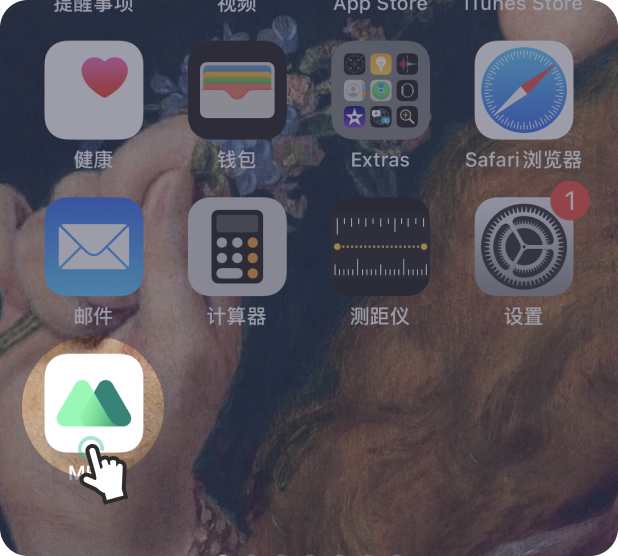 提醒事项 视频 App Store iTunes Store
健康 钱包 Extras Safari浏览器
1
邮件 计算器 测距仪 设置